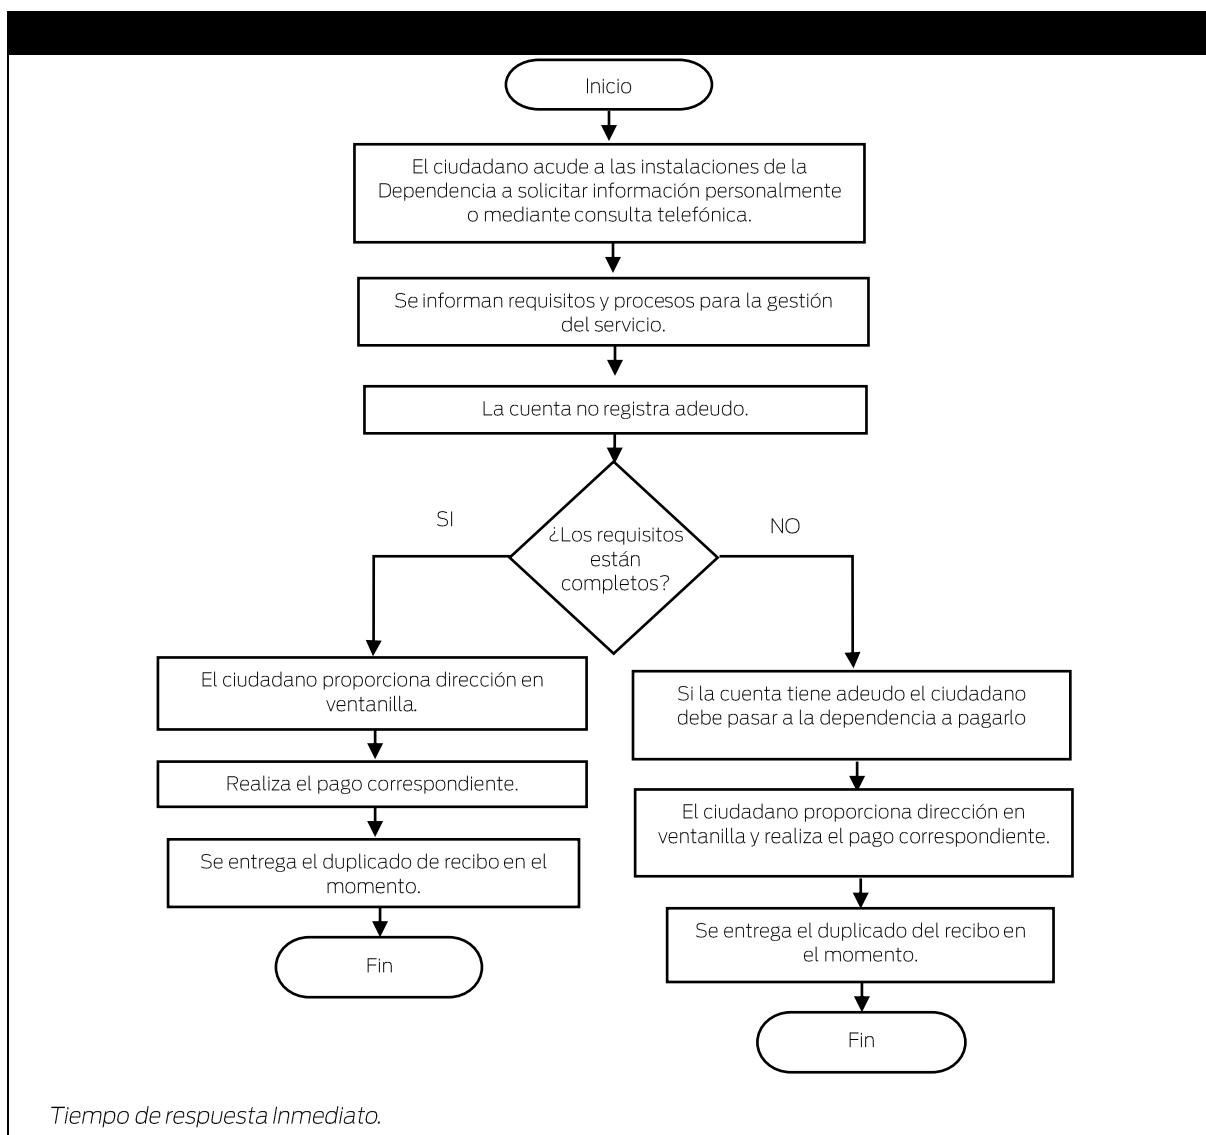 Inicio
El ciudadano acude a las instalaciones de la
Dependencia a solicitar información personalmente
o mediante consulta telefónica.
Se informan requisitos y procesos para la gestión
del servicio.
La cuenta no registra adeudo.
¿Los requisitos
están
completos?
SI
NO
El ciudadano proporciona dirección en
ventanilla.
Realiza el pago correspondiente.
Se entrega el duplicado de recibo en el
momento.
Fin
Si la cuenta tiene adeudo el ciudadano
debe pasar a la dependencia a pagarlo
El ciudadano proporciona dirección en
ventanilla y realiza el pago correspondiente.
Se entrega el duplicado del recibo en
el momento.
Fin
Tiempo de respuesta Inmediato.